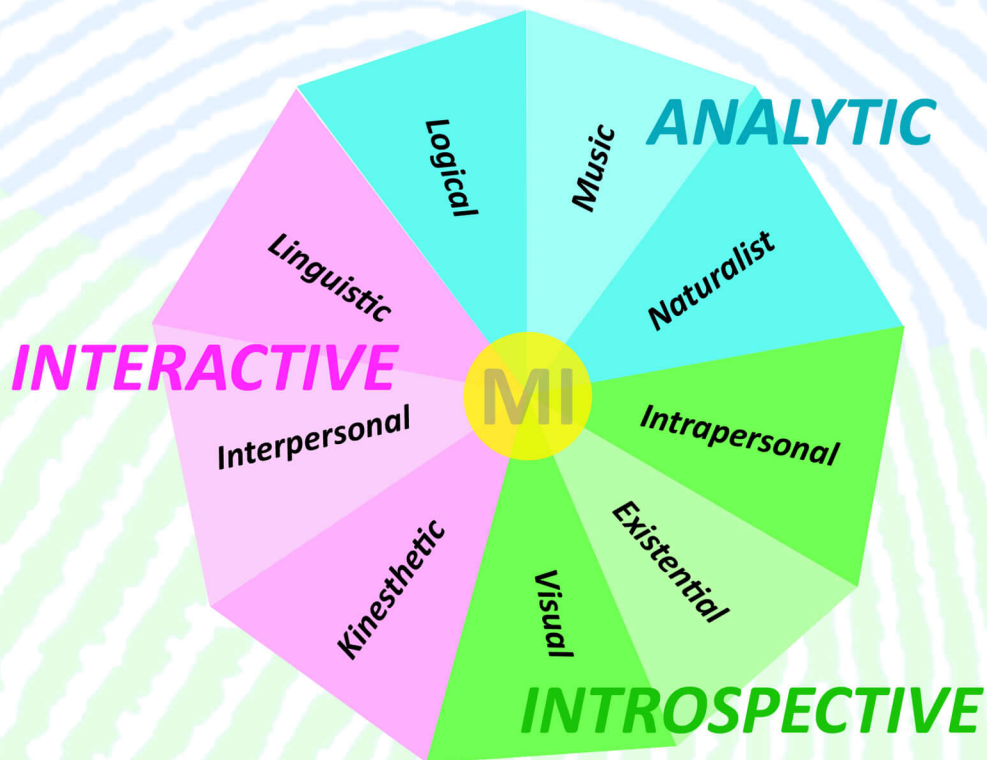 Logical
Music
ANALYTIC
Naturalist
Linguistic
INTERACTIVE
Interpersonal
MI
Intrapersonal
Existential
Visual
Kinesthetic
INTROSPECTIVE